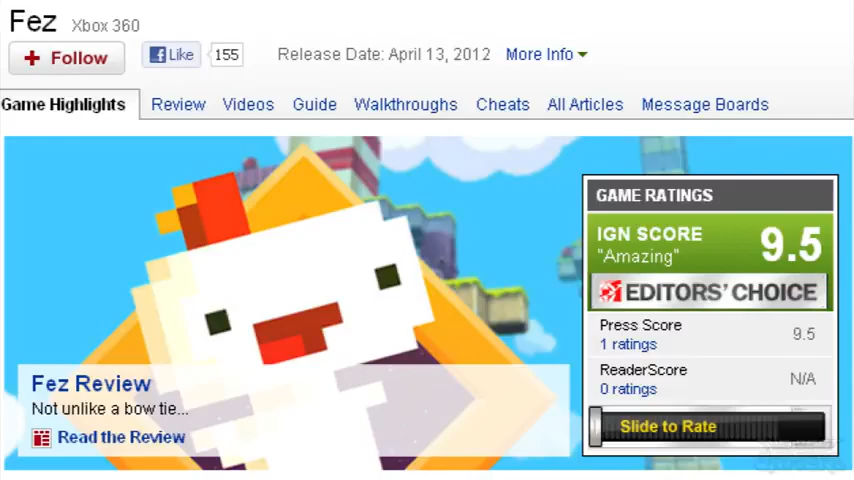 Fez Xbox 360
Follow Like 155 Release Date: April 13, 2012 More Info
Game Highlights Review Videos Guide Walkthroughs Cheats All Articles Message Boards
GAME RATINGS
IGN SCORE 9.5
"Amazing"
EDITORS' CHOICE
Press Score 9.5
1 ratings
ReaderScore N/A
0 ratings
Slide to Rate
Fez Review
Not unlike a bow tie...
Read the Review